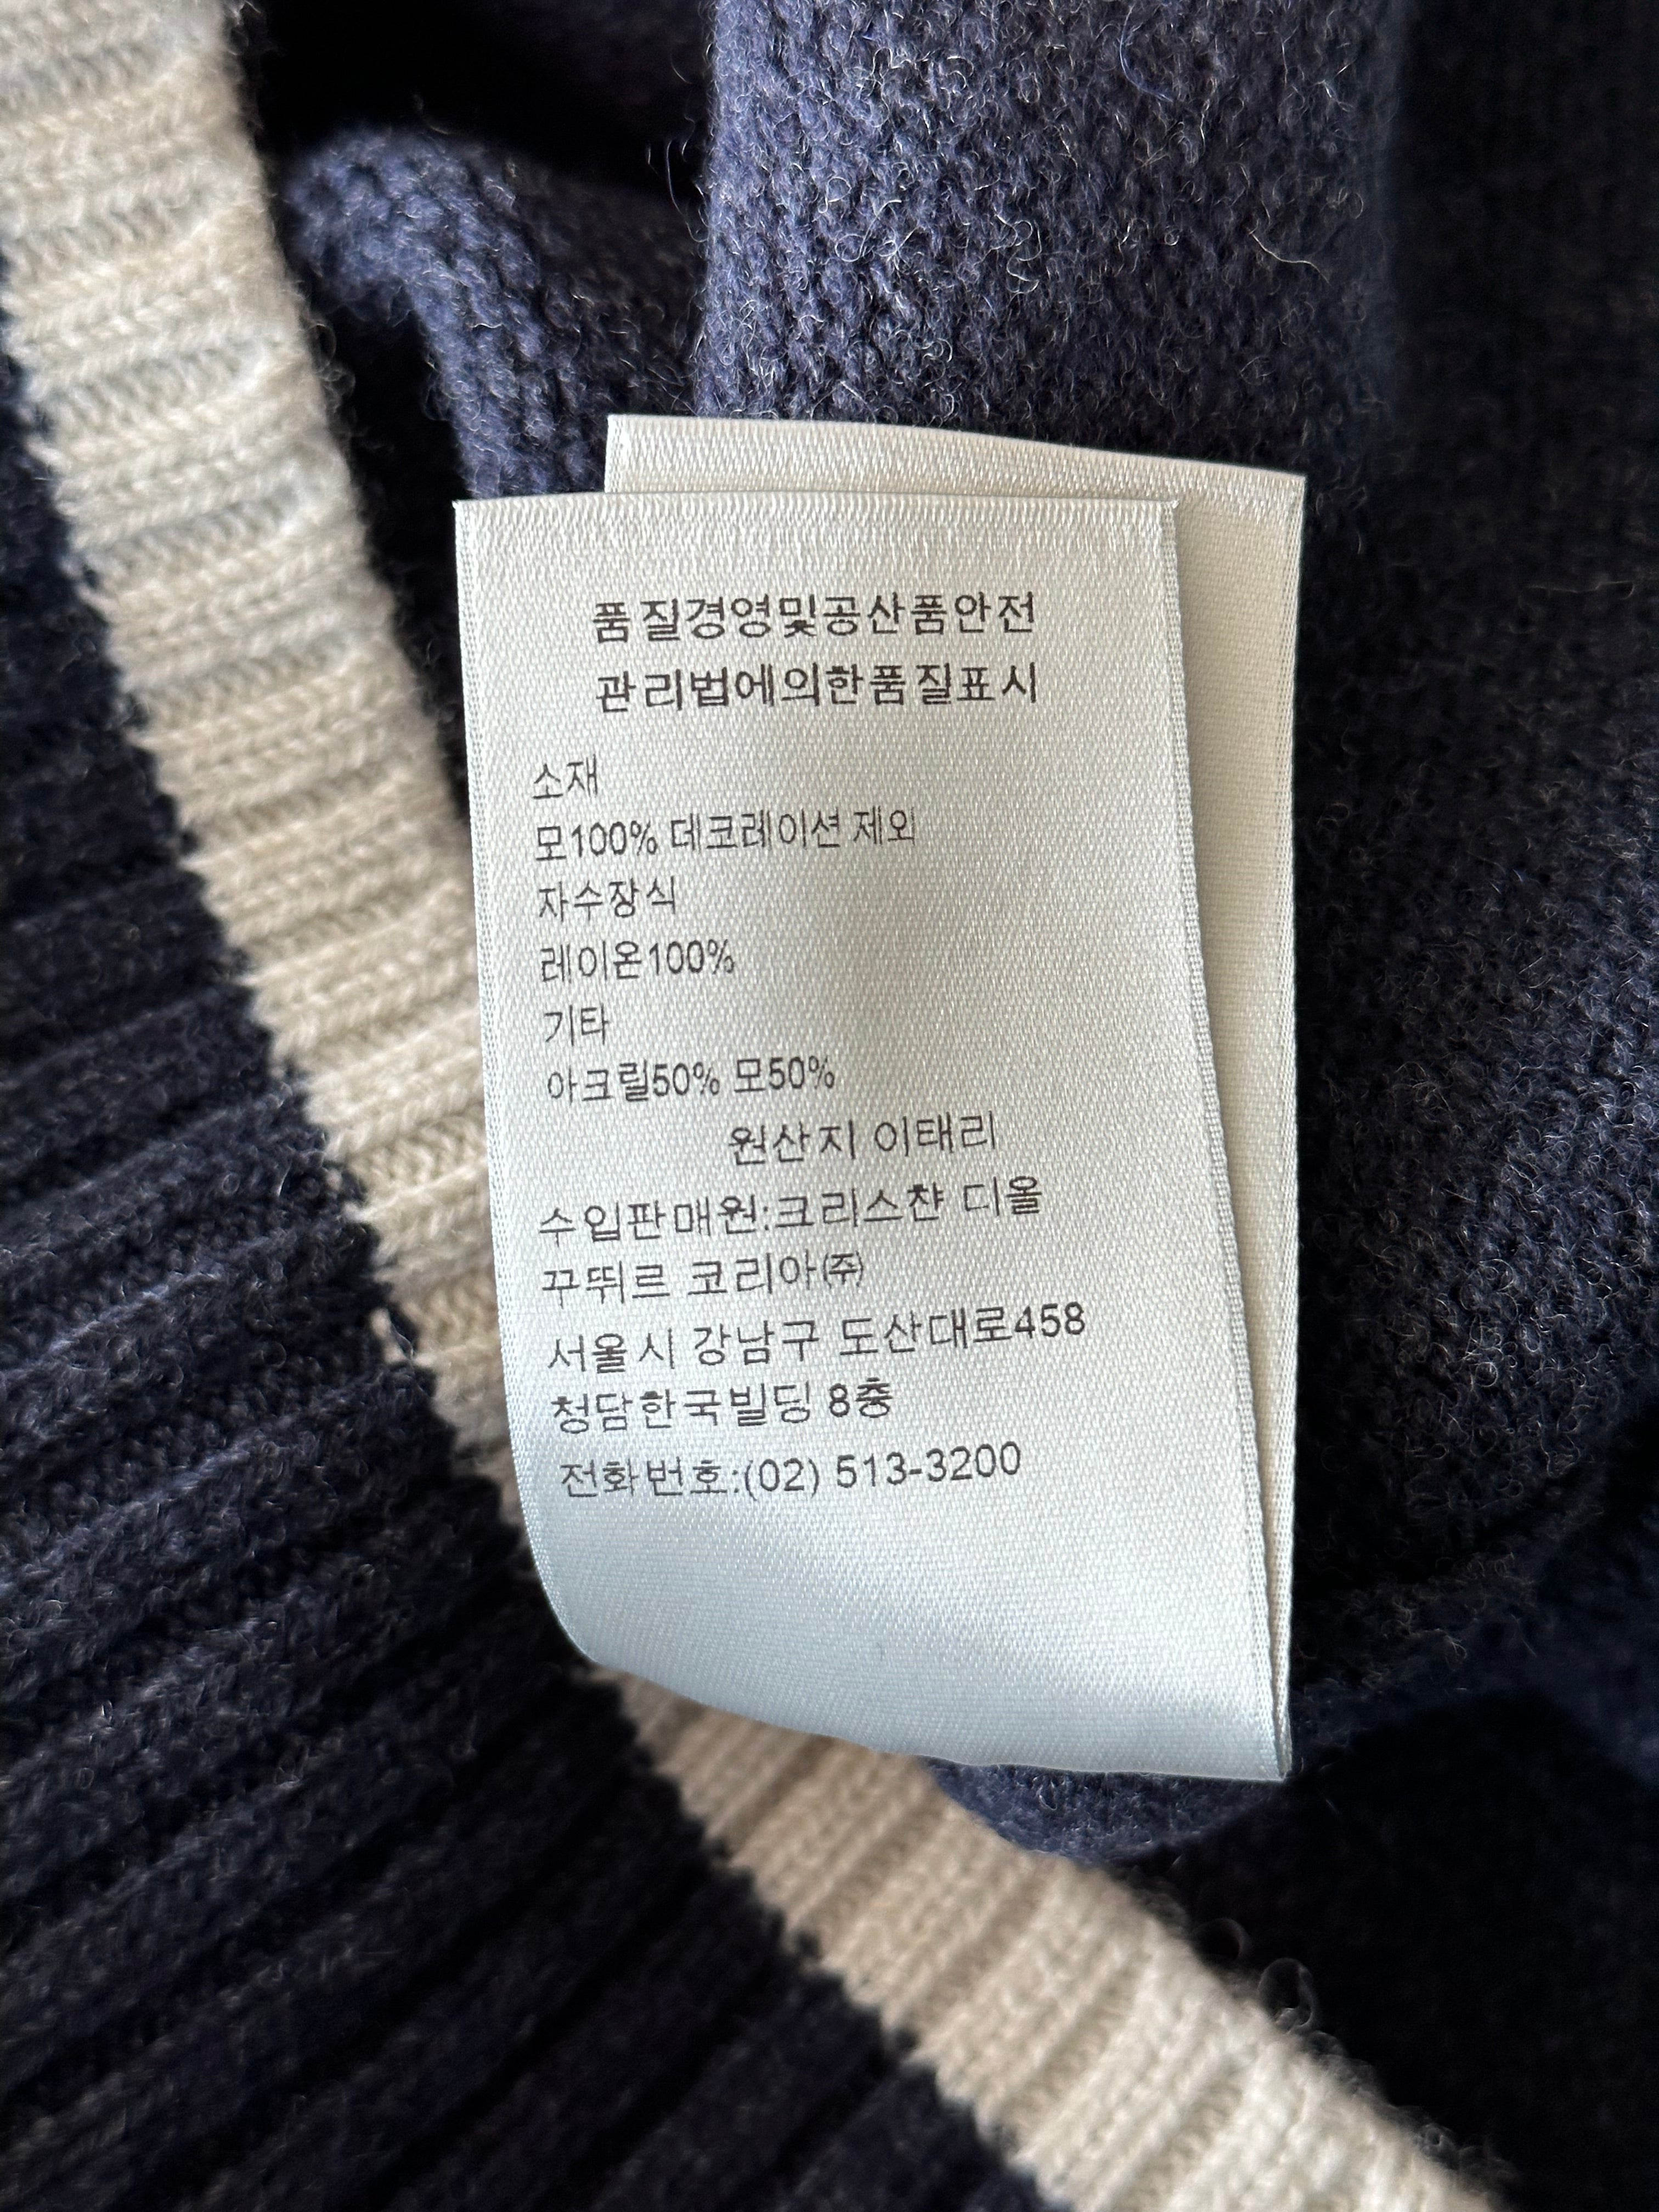 품질경영및공산품안전
관리법에의한품질표시
소재
모100% 데코레이션 제외
자수장식
레이온100%
기타
아크릴50% 모50%
원산지 이태리
수입판매원:크리스챤 디올
꾸뛰르 코리아㈜
서울시 강남구 도산대로458
청담한국빌딩 8층
전화번호:(02) 513-3200